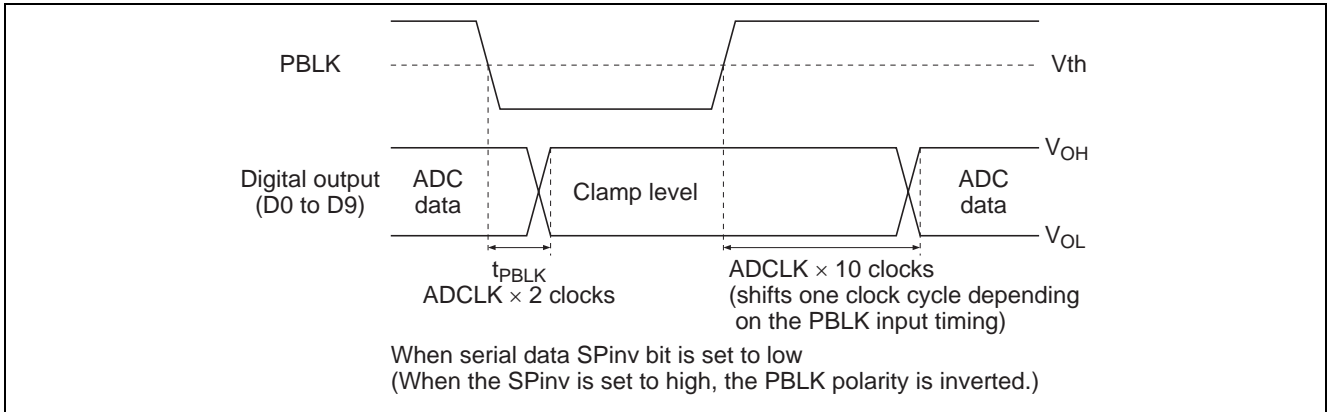 PBLK
Vth
Digital output
(D0 to D9)
ADC
data
Clamp level
ADC
data
VOH
VOL
tPBLK
ADCLK × 2 clocks
ADCLK × 10 clocks
(shifts one clock cycle depending
on the PBLK input timing)
When serial data SPinv bit is set to low
(When the SPinv is set to high, the PBLK polarity is inverted.)